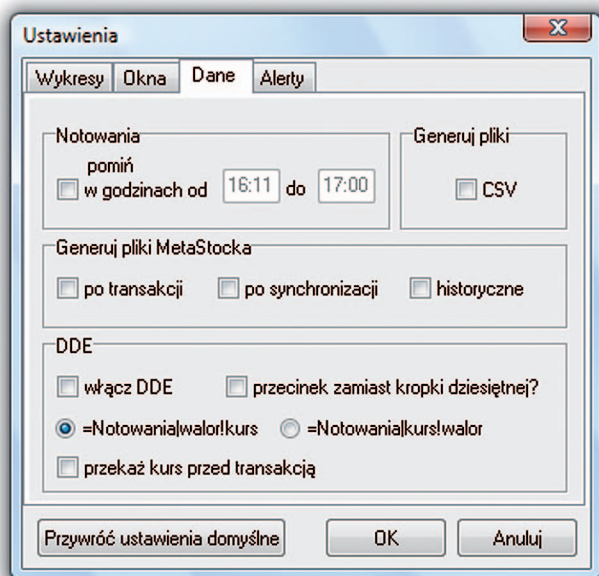 Ustawienia
Wykresy Okna Dane Alerty
Notowania
pomiń
w godzinach od 16:11 do 17:00
Generuj pliki
CSV
Generuj pliki MetaStocka
po transakcji po synchronizacji historyczne
DDE
włącz DDE przecinek zamiast kropki dziesiętnej?
=Notowania|walor!kurs =Notowania|kurs!walor
przekaż kurs przed transakcją
Przywróć ustawienia domyślne OK Anuluj